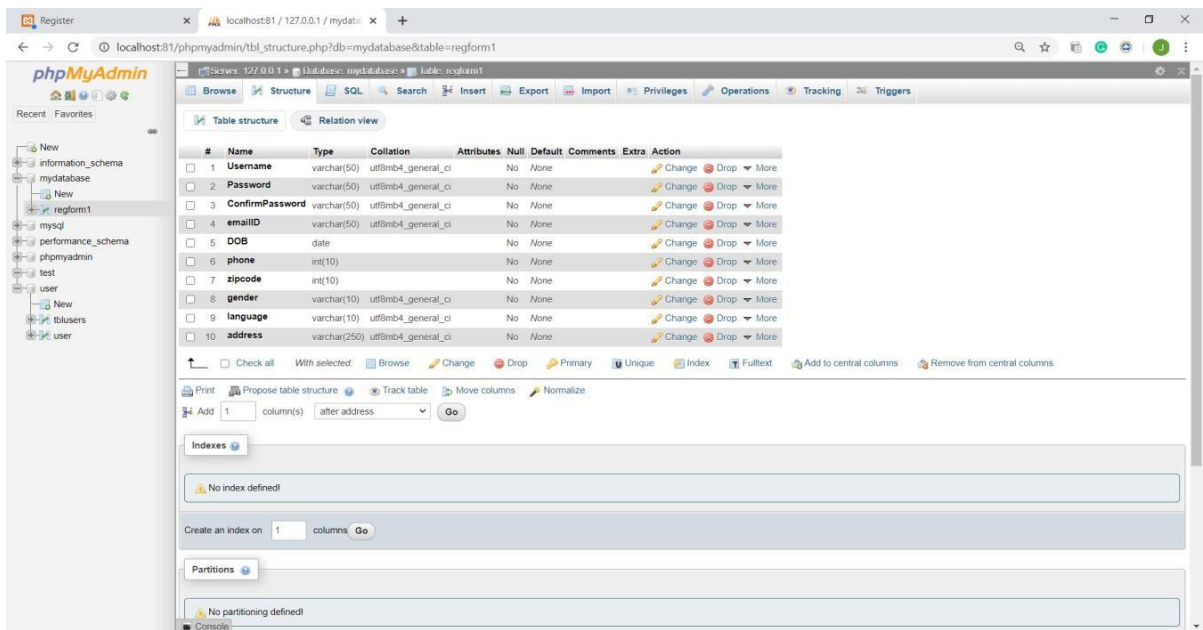 Register
localhost:81 / 127.0.0.1 / mydata
localhost:81/phpmyadmin/tbl_structure.php?db=mydatabase&table=regform1
J
phpMyAdmin
Recent Favorites
New
information_schema
mydatabase
New
regform1
mysql
performance_schema
phpmyadmin
test
user
New
tblusers
user
Server: 127.0.0.1 » Database: mydatabase » Table: regform1
Browse Structure SQL Search Insert Export Import Privileges Operations Tracking Triggers
Table structure Relation view
# Name Type Collation Attributes Null Default Comments Extra Action
1 Username varchar(50) utf8mb4_general_ci No None Change Drop More
2 Password varchar(50) utf8mb4_general_ci No None Change Drop More
3 ConfirmPassword varchar(50) utf8mb4_general_ci No None Change Drop More
4 emailID varchar(50) utf8mb4_general_ci No None Change Drop More
5 DOB date No None Change Drop More
6 phone int(10) No None Change Drop More
7 zipcode int(10) No None Change Drop More
8 gender varchar(10) utf8mb4_general_ci No None Change Drop More
9 language varchar(10) utf8mb4_general_ci No None Change Drop More
10 address varchar(250) utf8mb4_general_ci No None Change Drop More
Check all With selected: Browse Change Drop Primary Unique Index Fulltext Add to central columns Remove from central columns
Print Propose table structure Track table Move columns Normalize
Add 1 column(s) after address Go
Indexes
No index defined!
Create an index on 1 columns Go
Partitions
No partitioning defined!
Console